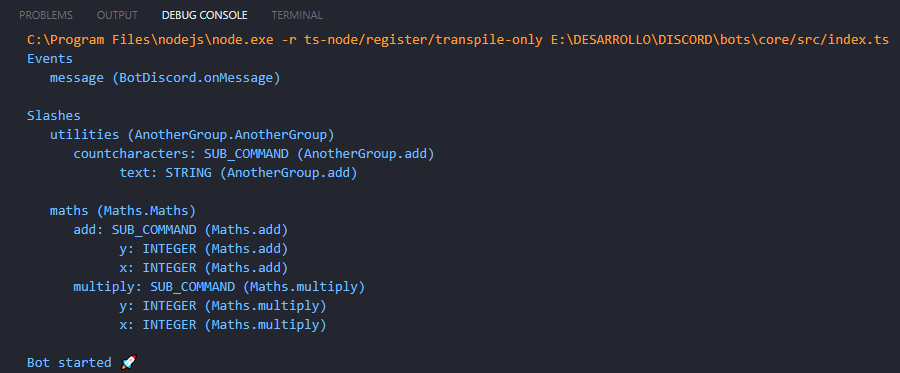 PROBLEMS OUTPUT DEBUG CONSOLE TERMINAL
C:\Program Files\nodejs\node.exe -r ts-node/register/transpile-only E:\DESARROLLO\DISCORD\bots\core/src/index.ts
Events
message (BotDiscord.onMessage)
Slashes
utilities (AnotherGroup.AnotherGroup)
countcharacters: SUB_COMMAND (AnotherGroup.add)
text: STRING (AnotherGroup.add)
maths (Maths.Maths)
add: SUB_COMMAND (Maths.add)
y: INTEGER (Maths.add)
x: INTEGER (Maths.add)
multiply: SUB_COMMAND (Maths.multiply)
y: INTEGER (Maths.multiply)
x: INTEGER (Maths.multiply)
Bot started 🚀